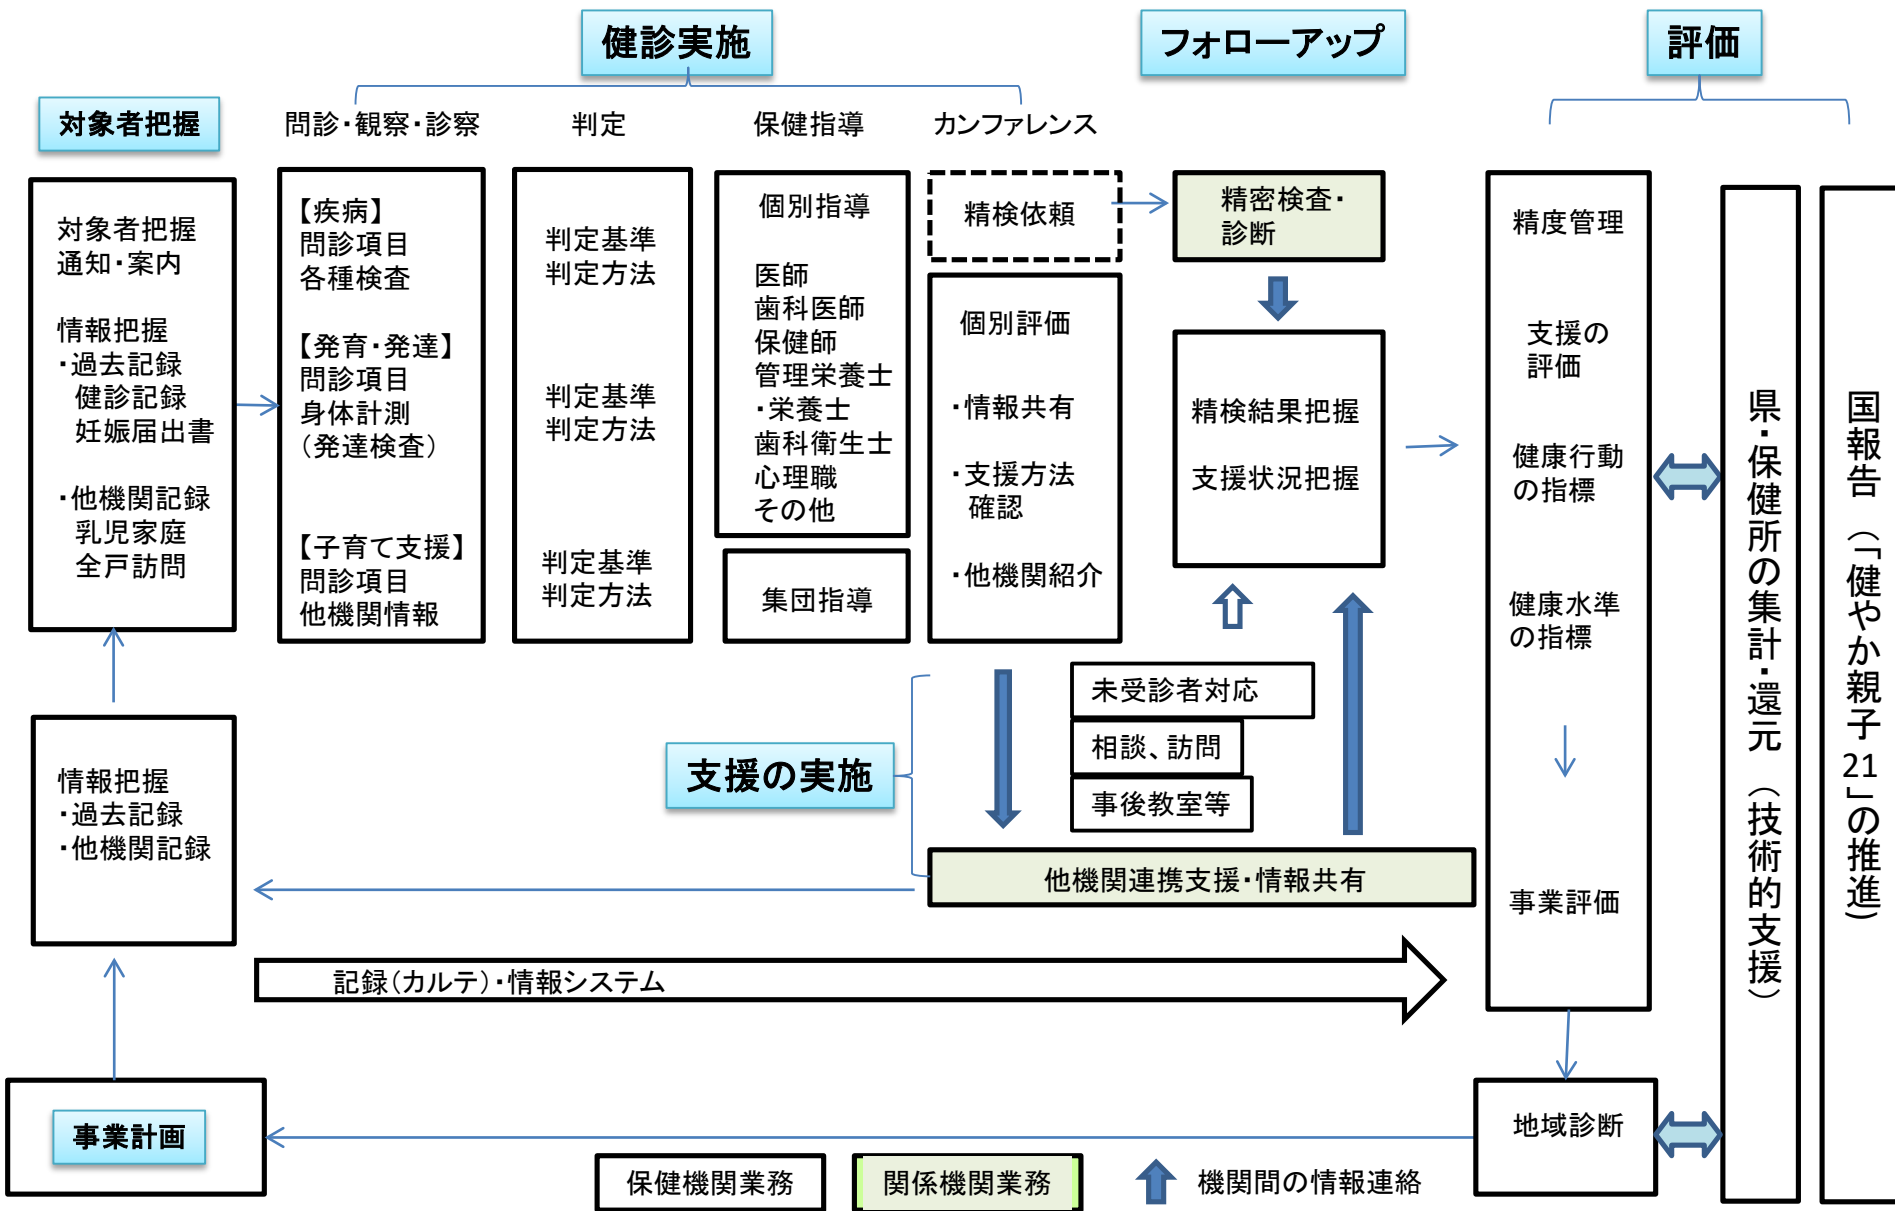 健診実施
フォローアップ
評価
対象者把握
問診・観察・診察
判定
保健指導
カンファレンス
対象者把握
通知・案内
情報把握
・過去記録
健診記録
妊娠届出書
・他機関記録
乳児家庭
全戸訪問
【疾病】
問診項目
各種検査
【発育・発達】
問診項目
身体計測
（発達検査）
【子育て支援】
問診項目
他機関情報
判定基準
判定方法
判定基準
判定方法
判定基準
判定方法
個別指導
医師
歯科医師
保健師
管理栄養士
・栄養士
歯科衛生士
心理職
その他
集団指導
精検依頼
個別評価
・情報共有
・支援方法
確認
・他機関紹介
精密検査・
診断
精検結果把握
支援状況把握
精度管理
支援の
評価
健康行動
の指標
健康水準
の指標
事業評価
県・保健所の集計・還元（技術的支援）
国報告（「健やか親子21」の推進）
未受診者対応
相談、訪問
事後教室等
支援の実施
他機関連携支援・情報共有
情報把握
・過去記録
・他機関記録
記録（カルテ）・情報システム
事業計画
地域診断
保健機関業務
関係機関業務
機関間の情報連絡